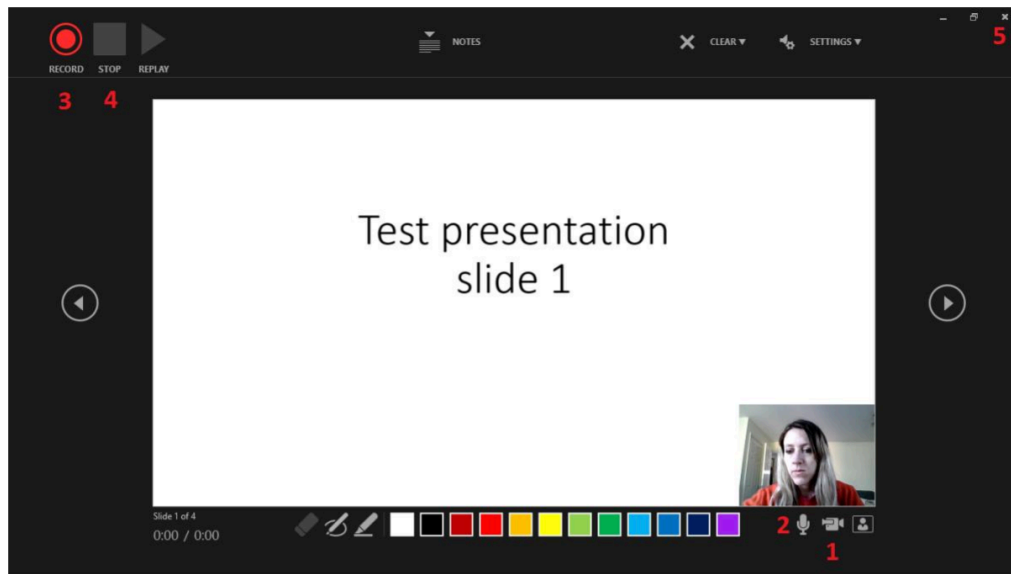 NOTES
CLEAR
SETTINGS
5
RECORD STOP REPLAY
3 4
Test presentation
slide 1
Slide 1 of 4
0:00 / 0:00
2
1